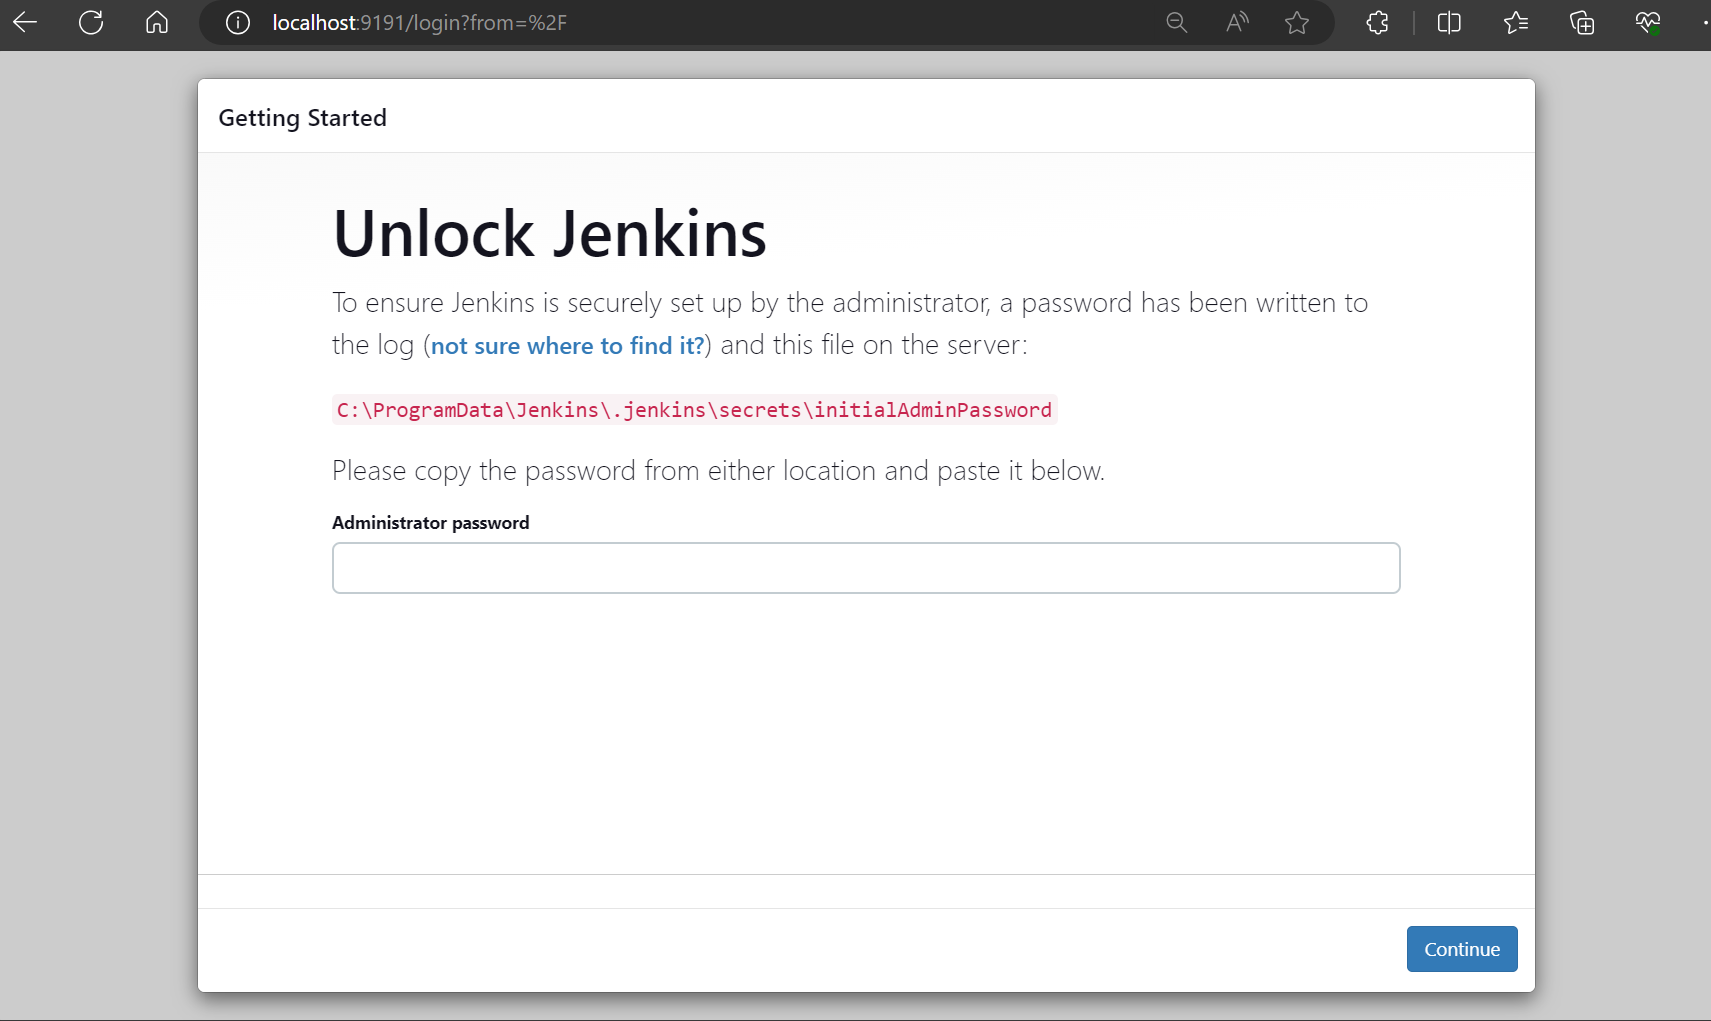 localhost:9191/login?from=%2F
Getting Started
Unlock Jenkins
To ensure Jenkins is securely set up by the administrator, a password has been written to
the log (not sure where to find it?) and this file on the server:
C:\ProgramData\Jenkins\.jenkins\secrets\initialAdminPassword
Please copy the password from either location and paste it below.
Administrator password
Continue